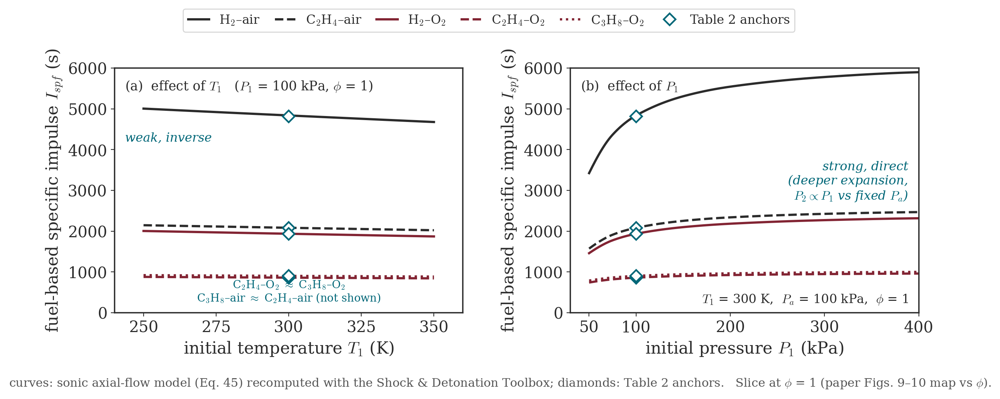 H₂–air C₂H₄–air H₂–O₂ C₂H₄–O₂ C₃H₈–O₂ Table 2 anchors
fuel-based specific impulse I_spf (s)
6000
5000
4000
3000
2000
1000
0
(a) effect of T₁ (P₁ = 100 kPa, ϕ = 1)
weak, inverse
C₂H₄–O₂ ≈ C₃H₈–O₂
C₃H₈–air ≈ C₂H₄–air (not shown)
250 275 300 325 350
initial temperature T₁ (K)
fuel-based specific impulse I_spf (s)
6000
5000
4000
3000
2000
1000
0
(b) effect of P₁
strong, direct
(deeper expansion,
P₂ ∝ P₁ vs fixed Pₐ)
T₁ = 300 K, Pₐ = 100 kPa, ϕ = 1
50 100 200 300 400
initial pressure P₁ (kPa)
curves: sonic axial-flow model (Eq. 45) recomputed with the Shock & Detonation Toolbox; diamonds: Table 2 anchors. Slice at ϕ = 1 (paper Figs. 9–10 map vs ϕ).